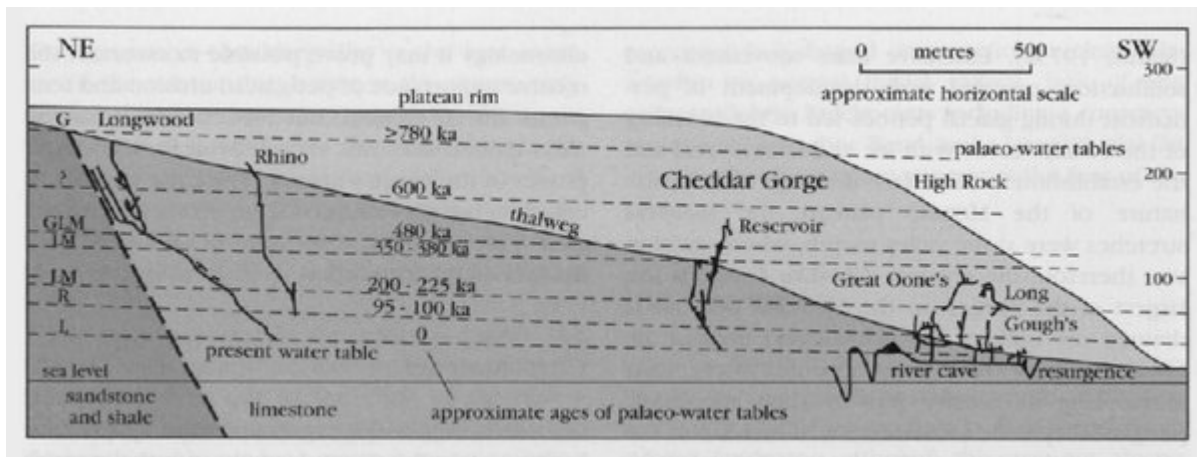 NE
0 metres 500
SW
300
approximate horizontal scale
plateau rim
G Longwood
≥780 ka
palaeo-water tables
Rhino
Cheddar Gorge
High Rock
200
?
600 ka
thalweg
Reservoir
GLM
480 ka
LM
350 - 380 ka
LM
200 - 225 ka
Great Oone's
Long
100
R
95 - 100 ka
Gough's
L
0
present water table
sea level
river cave
resurgence
sandstone
and shale
limestone
approximate ages of palaeo-water tables